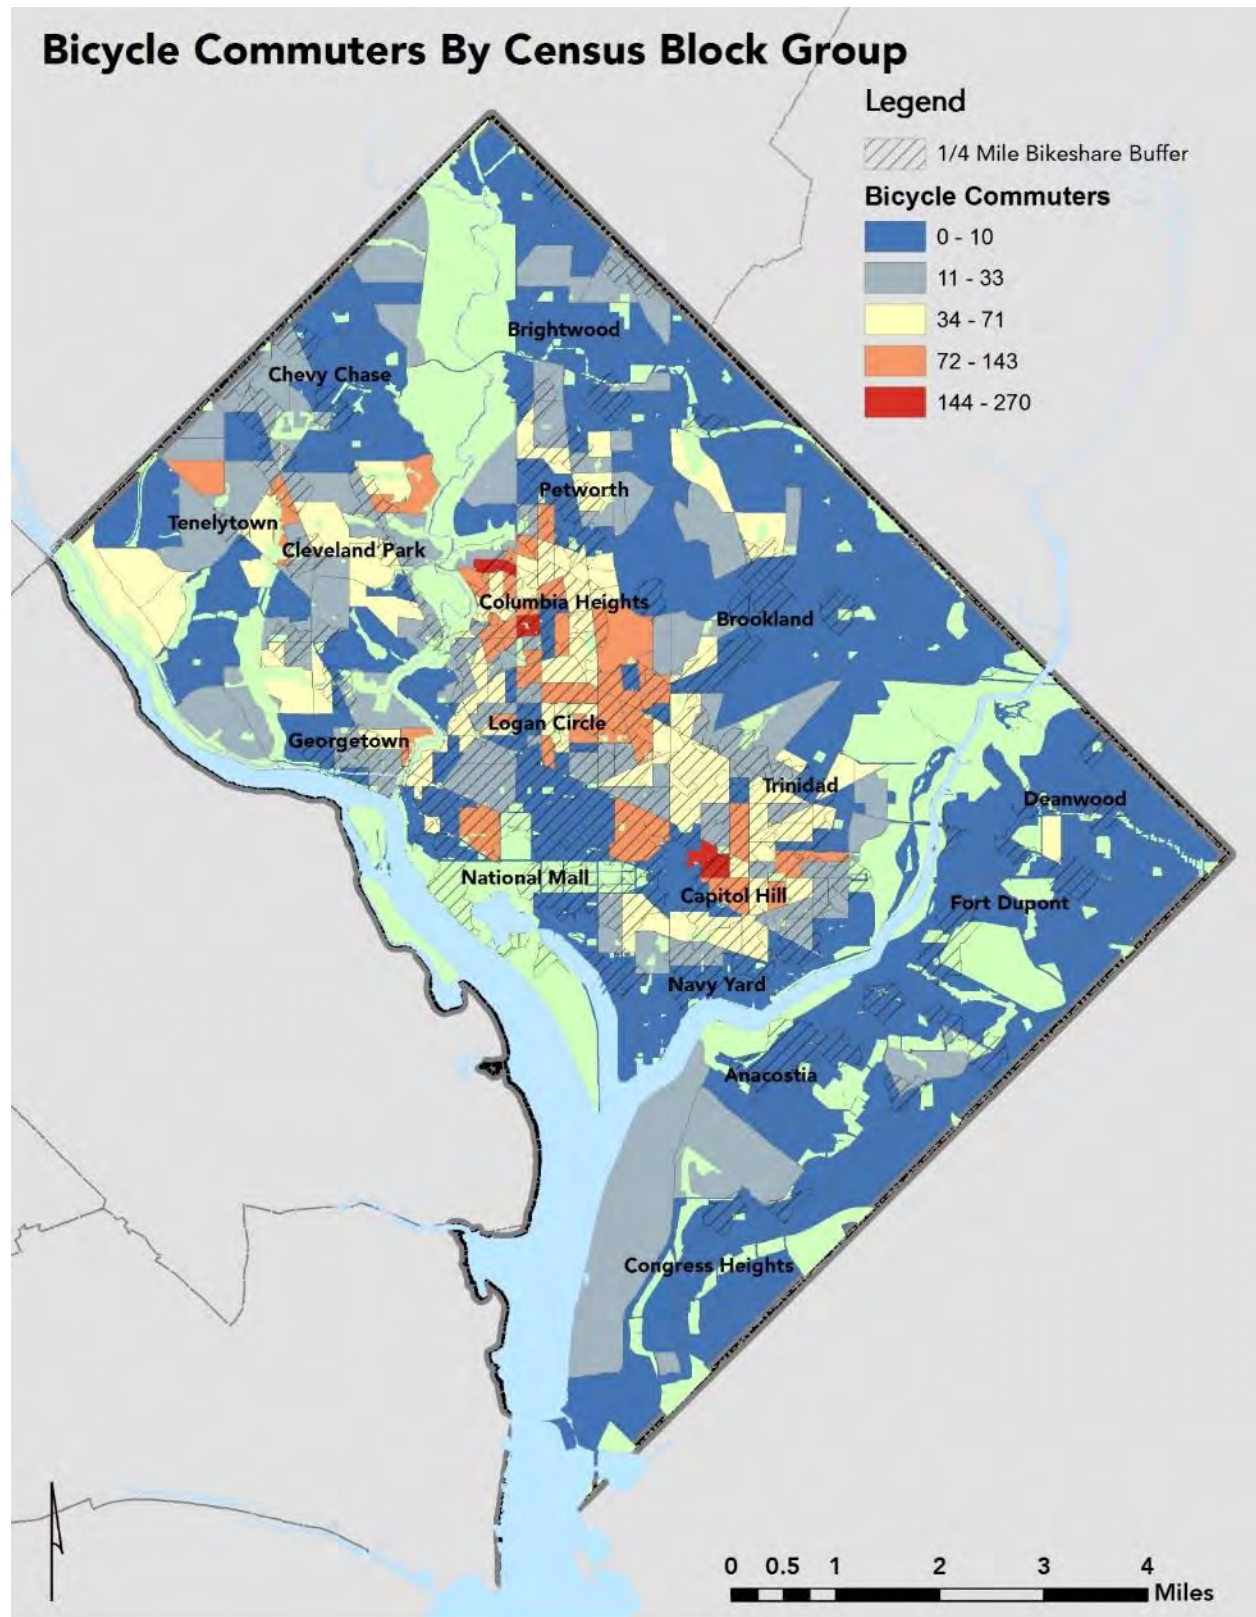 Bicycle Commuters By Census Block Group
Legend
1/4 Mile Bikeshare Buffer
Bicycle Commuters
0 - 10
11 - 33
34 - 71
72 - 143
144 - 270
Brightwood
Chevy Chase
Petworth
Tenelytown
Cleveland Park
Columbia Heights
Brookland
Logan Circle
Georgetown
Trinidad
Deanwood
National Mall
Capitol Hill
Fort Dupont
Navy Yard
Anacostia
Congress Heights
0 0.5 1 2 3 4
Miles